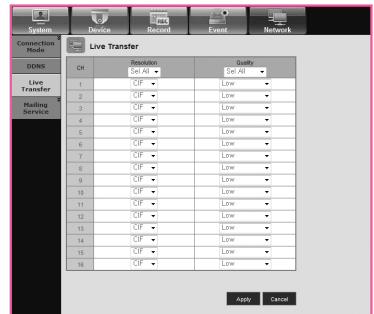 System Device Record Event Network
Connection Mode
DDNS
Live Transfer
Mailing Service
Live Transfer
CH Resolution Quality
Sel All Sel All
1 CIF Low
2 CIF Low
3 CIF Low
4 CIF Low
5 CIF Low
6 CIF Low
7 CIF Low
8 CIF Low
9 CIF Low
10 CIF Low
11 CIF Low
12 CIF Low
13 CIF Low
14 CIF Low
15 CIF Low
16 CIF Low
Apply Cancel